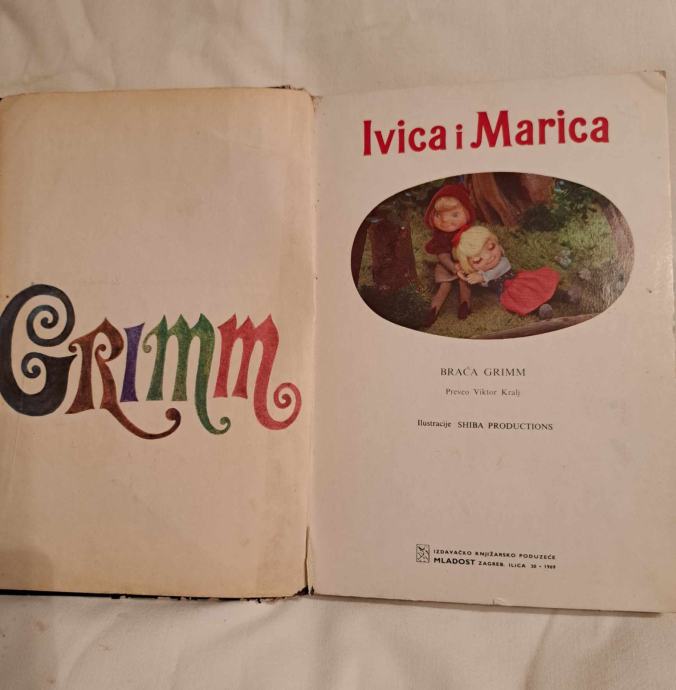 GRIMM
Ivica i Marica
BRAĆA GRIMM
Preveo Viktor Kralj
Ilustracije SHIBA PRODUCTIONS
IZDAVAČKO KNJIŽARSKO PODUZEĆE
MLADOST ZAGREB, ILICA 30 • 1969